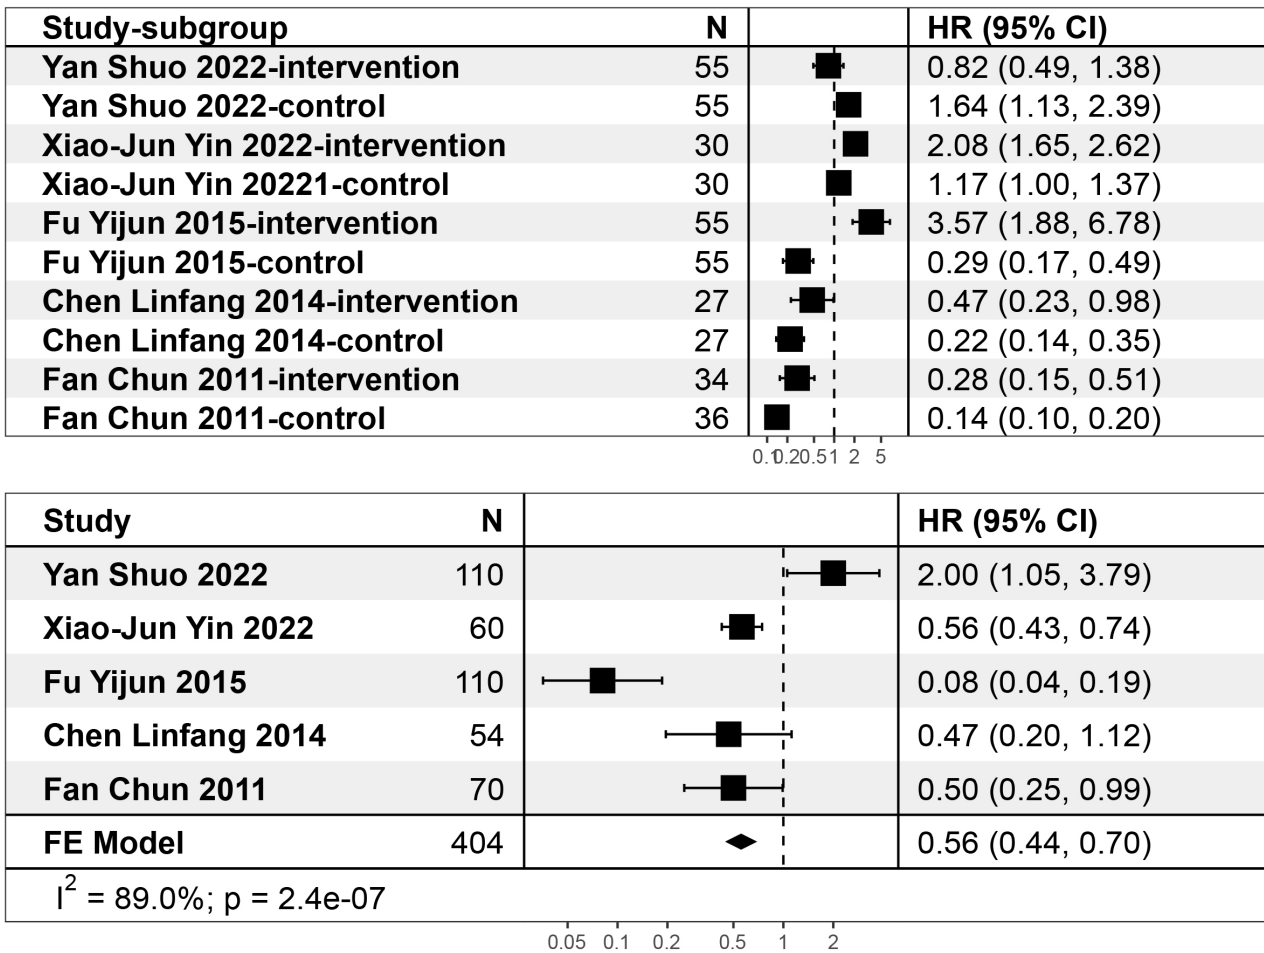 Study-subgroup N HR (95% CI)
Yan Shuo 2022-intervention 55 0.82 (0.49, 1.38)
Yan Shuo 2022-control 55 1.64 (1.13, 2.39)
Xiao-Jun Yin 2022-intervention 30 2.08 (1.65, 2.62)
Xiao-Jun Yin 20221-control 30 1.17 (1.00, 1.37)
Fu Yijun 2015-intervention 55 3.57 (1.88, 6.78)
Fu Yijun 2015-control 55 0.29 (0.17, 0.49)
Chen Linfang 2014-intervention 27 0.47 (0.23, 0.98)
Chen Linfang 2014-control 27 0.22 (0.14, 0.35)
Fan Chun 2011-intervention 34 0.28 (0.15, 0.51)
Fan Chun 2011-control 36 0.14 (0.10, 0.20)
0.1 0.2 0.5 1 2 5
Study N HR (95% CI)
Yan Shuo 2022 110 2.00 (1.05, 3.79)
Xiao-Jun Yin 2022 60 0.56 (0.43, 0.74)
Fu Yijun 2015 110 0.08 (0.04, 0.19)
Chen Linfang 2014 54 0.47 (0.20, 1.12)
Fan Chun 2011 70 0.50 (0.25, 0.99)
FE Model 404 0.56 (0.44, 0.70)
I² = 89.0%; p = 2.4e-07
0.05 0.1 0.2 0.5 1 2